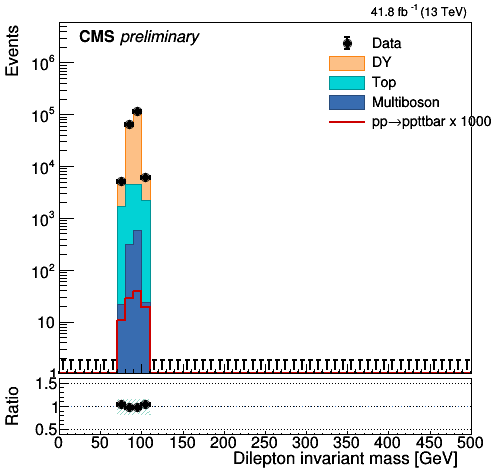 41.8 fb⁻¹ (13 TeV)
CMS preliminary
Events
Data
DY
Top
Multiboson
pp→ppttbar x 1000
10⁶
10⁵
10⁴
10³
10²
10
1
Ratio
1.5
1
0.5
0 50 100 150 200 250 300 350 400 450 500
Dilepton invariant mass [GeV]